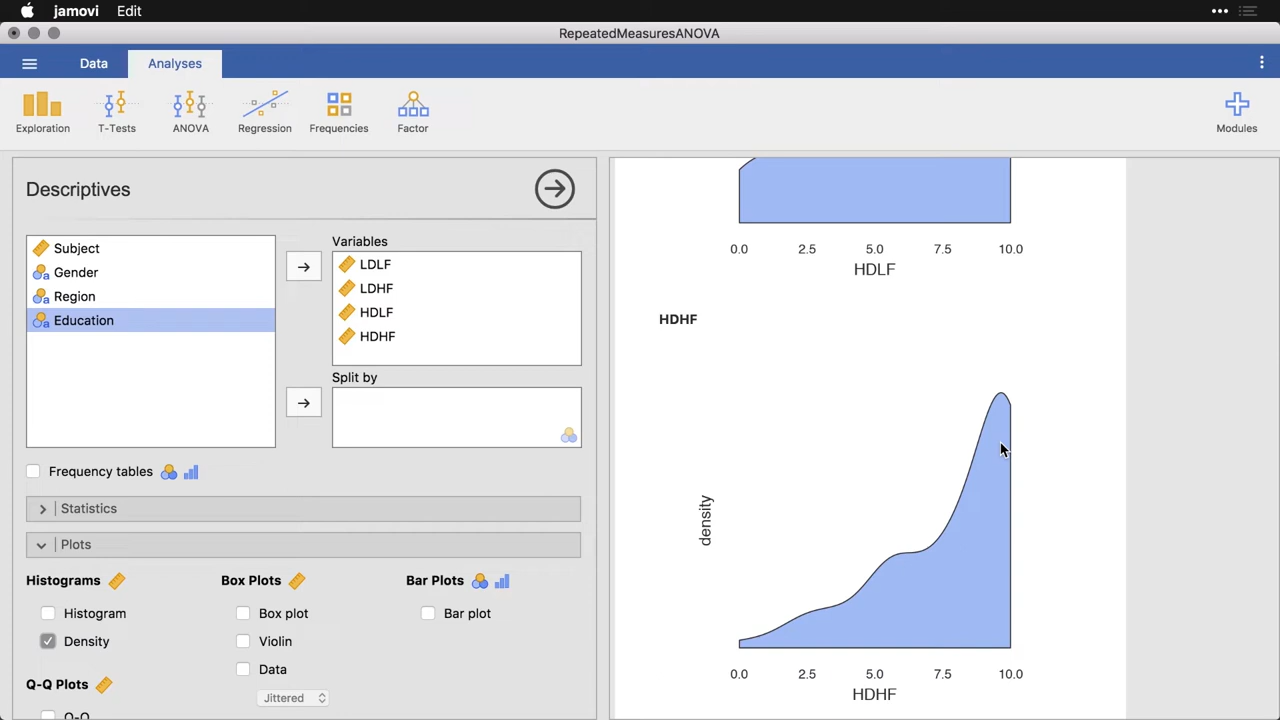 jamovi Edit
RepeatedMeasuresANOVA
Data Analyses
Exploration T-Tests ANOVA Regression Frequencies Factor Modules
Descriptives
Subject
Gender
Region
Education
Variables
LDLF
LDHF
HDLF
HDHF
Split by
Frequency tables
Statistics
Plots
Histograms Box Plots Bar Plots
Histogram Box plot Bar plot
Density Violin
Data
Q-Q Plots Jittered
Q-Q
0.0 2.5 5.0 7.5 10.0
HDLF
HDHF
density
0.0 2.5 5.0 7.5 10.0
HDHF